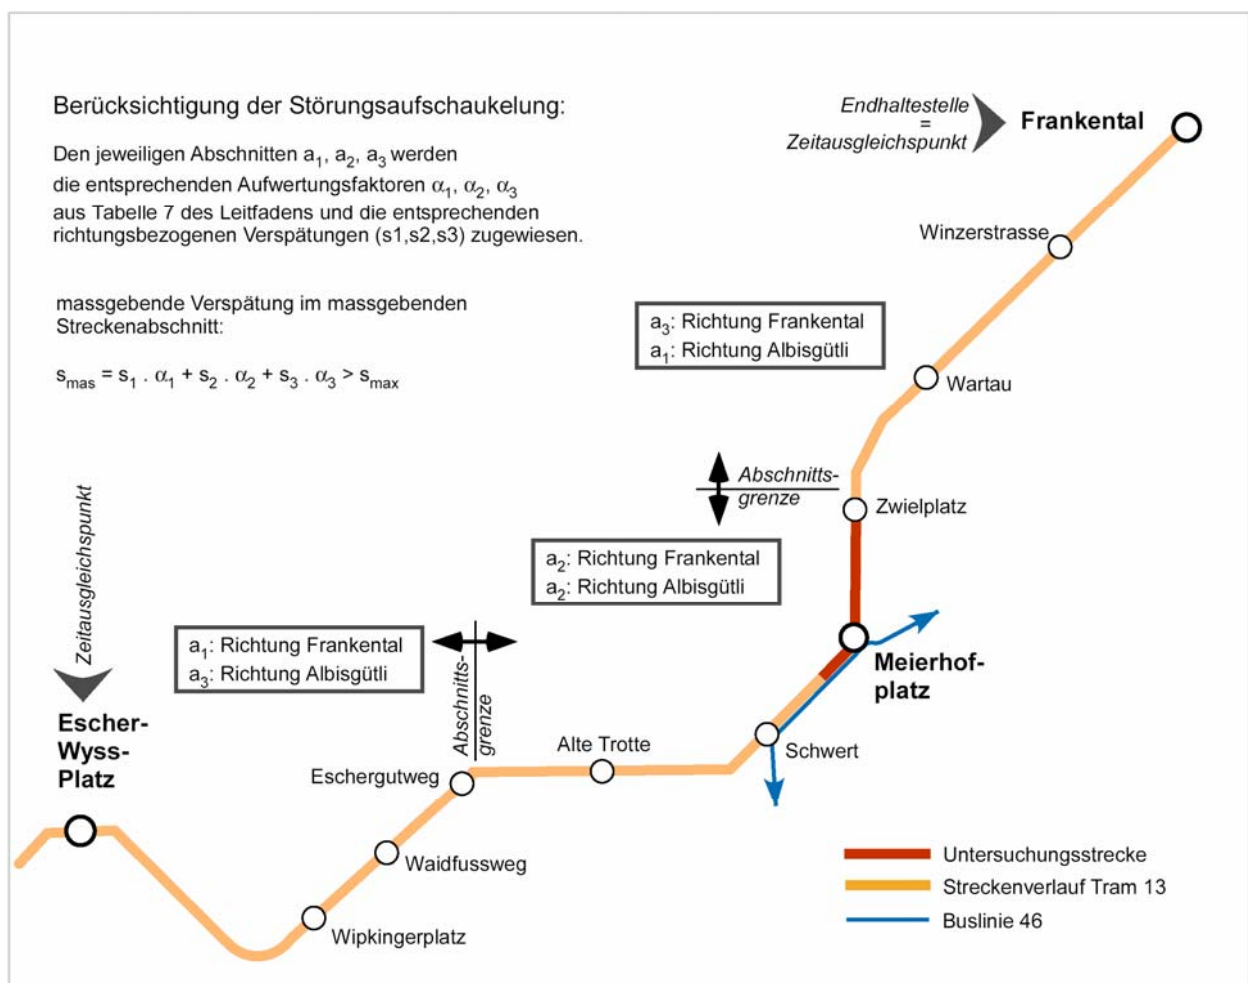 Berücksichtigung der Störungsaufschaukelung:
Den jeweiligen Abschnitten a1, a2, a3 werden
die entsprechenden Aufwertungsfaktoren α1, α2, α3
aus Tabelle 7 des Leitfadens und die entsprechenden
richtungsbezogenen Verspätungen (s1,s2,s3) zugewiesen.
massgebende Verspätung im massgebenden
Streckenabschnitt:
smas = s1 . α1 + s2 . α2 + s3 . α3 > smax
Endhaltestelle
=
Zeitausgleichspunkt
Frankental
Winzerstrasse
a3: Richtung Frankental
a1: Richtung Albisgütli
Wartau
Abschnitts-
grenze
Zwielplatz
a2: Richtung Frankental
a2: Richtung Albisgütli
Zeitausgleichspunkt
a1: Richtung Frankental
a3: Richtung Albisgütli
Abschnitts-
grenze
Meierhof-
platz
Escher-
Wyss-
Platz
Alte Trotte
Schwert
Eschergutweg
Waidfussweg
Wipkingerplatz
Untersuchungsstrecke
Streckenverlauf Tram 13
Buslinie 46